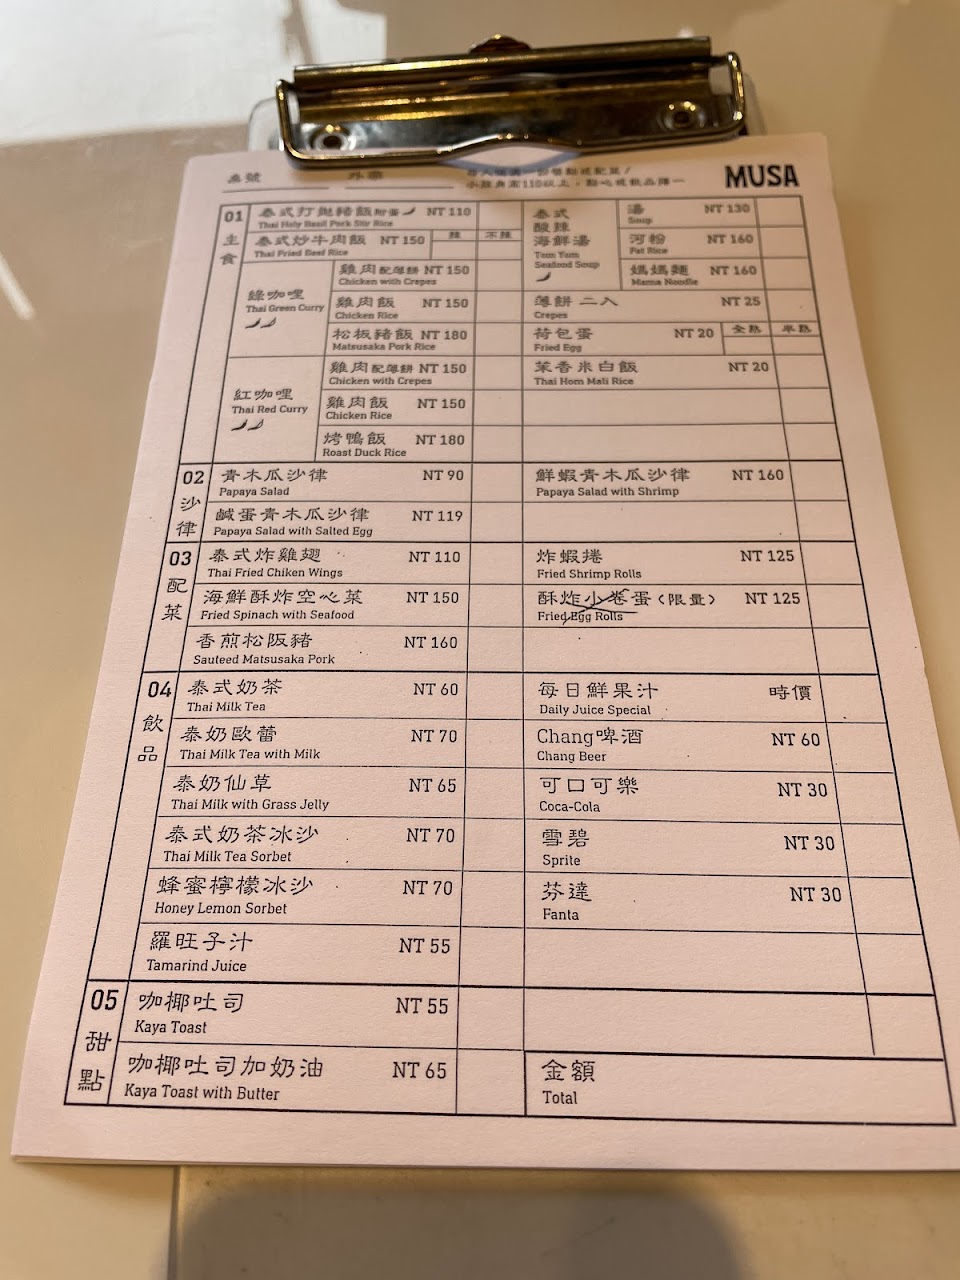 桌號 外帶
MUSA
01 主食
泰式打拋豬飯附蛋 NT 110
Thai Holy Basil Pork Stir Rice
泰式炒牛肉飯 NT 150 辣 不辣
Thai Fried Beef Rice
綠咖哩
Thai Green Curry
雞肉配薄餅 NT 150
Chicken with Crepes
雞肉飯 NT 150
Chicken Rice
松板豬飯 NT 180
Matsusaka Pork Rice
紅咖哩
Thai Red Curry
雞肉配薄餅 NT 150
Chicken with Crepes
雞肉飯 NT 150
Chicken Rice
烤鴨飯 NT 180
Roast Duck Rice
泰式
酸辣
海鮮湯
Tom Yum
Seafood Soup
湯 NT 130
Soup
河粉 NT 160
Pat Rice
媽媽麵 NT 160
Mama Noodle
薄餅 二入 NT 25
Crepes
荷包蛋 NT 20 全熟 半熟
Fried Egg
茉香米白飯 NT 20
Thai Hom Mali Rice
02 沙律
青木瓜沙律 NT 90
Papaya Salad
鹹蛋青木瓜沙律 NT 119
Papaya Salad with Salted Egg
鮮蝦青木瓜沙律 NT 160
Papaya Salad with Shrimp
03 配菜
泰式炸雞翅 NT 110
Thai Fried Chiken Wings
海鮮酥炸空心菜 NT 150
Fried Spinach with Seafood
香煎松阪豬 NT 160
Sauteed Matsusaka Pork
炸蝦捲 NT 125
Fried Shrimp Rolls
酥炸小卷蛋(限量) NT 125
Fried Egg Rolls
04 飲品
泰式奶茶 NT 60
Thai Milk Tea
泰奶歐蕾 NT 70
Thai Milk Tea with Milk
泰奶仙草 NT 65
Thai Milk with Grass Jelly
泰式奶茶冰沙 NT 70
Thai Milk Tea Sorbet
蜂蜜檸檬冰沙 NT 70
Honey Lemon Sorbet
羅旺子汁 NT 55
Tamarind Juice
每日鮮果汁 時價
Daily Juice Special
Chang啤酒 NT 60
Chang Beer
可口可樂 NT 30
Coca-Cola
雪碧 NT 30
Sprite
芬達 NT 30
Fanta
05 甜點
咖椰吐司 NT 55
Kaya Toast
咖椰吐司加奶油 NT 65
Kaya Toast with Butter
金額
Total